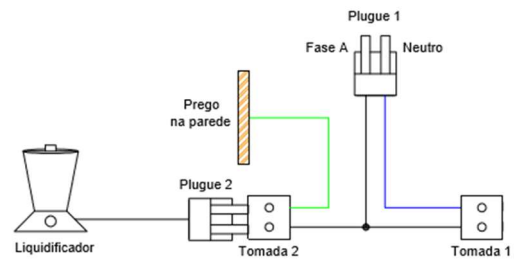 Plugue 1
Fase A
Neutro
Prego
na parede
Plugue 2
Liquidificador
Tomada 2
Tomada 1